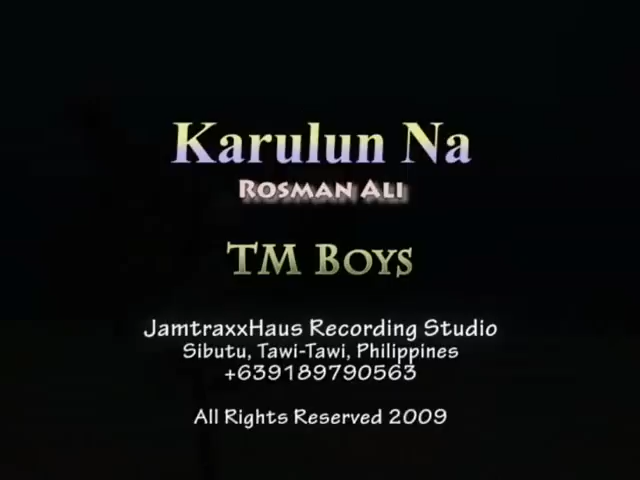 Karulun Na
Rosman Ali
TM Boys
JamtraxxHaus Recording Studio
Sibutu, Tawi-Tawi, Philippines
+639189790563
All Rights Reserved 2009